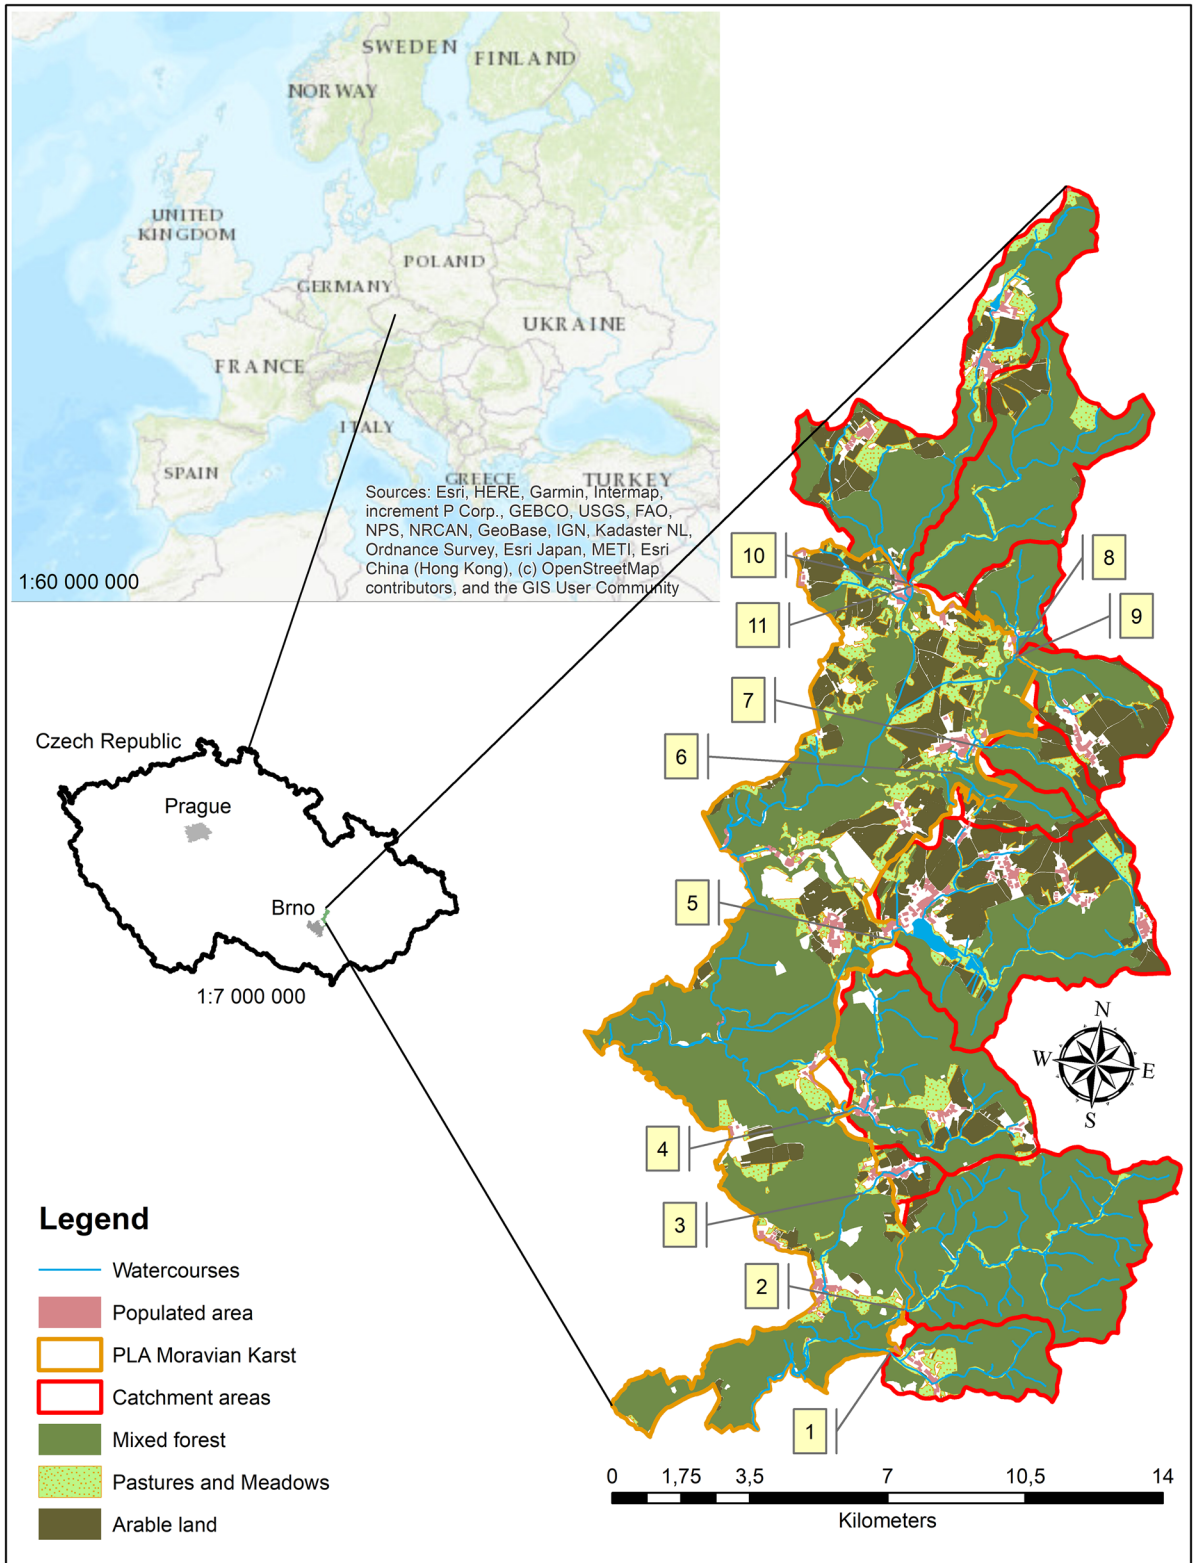 SWEDEN
FINLAND
NORWAY
UNITED
KINGDOM
POLAND
GERMANY
UKRAINE
FRANCE
ITALY
SPAIN
GREECE
TURKEY
Sources: Esri, HERE, Garmin, Intermap,
increment P Corp., GEBCO, USGS, FAO,
NPS, NRCAN, GeoBase, IGN, Kadaster NL,
Ordnance Survey, Esri Japan, METI, Esri
China (Hong Kong), (c) OpenStreetMap
contributors, and the GIS User Community
1:60 000 000
10
8
11
9
7
6
5
4
3
2
1
Czech Republic
Prague
Brno
1:7 000 000
N
W
E
S
Legend
Watercourses
Populated area
PLA Moravian Karst
Catchment areas
Mixed forest
Pastures and Meadows
Arable land
0 1,75 3,5 7 10,5 14
Kilometers